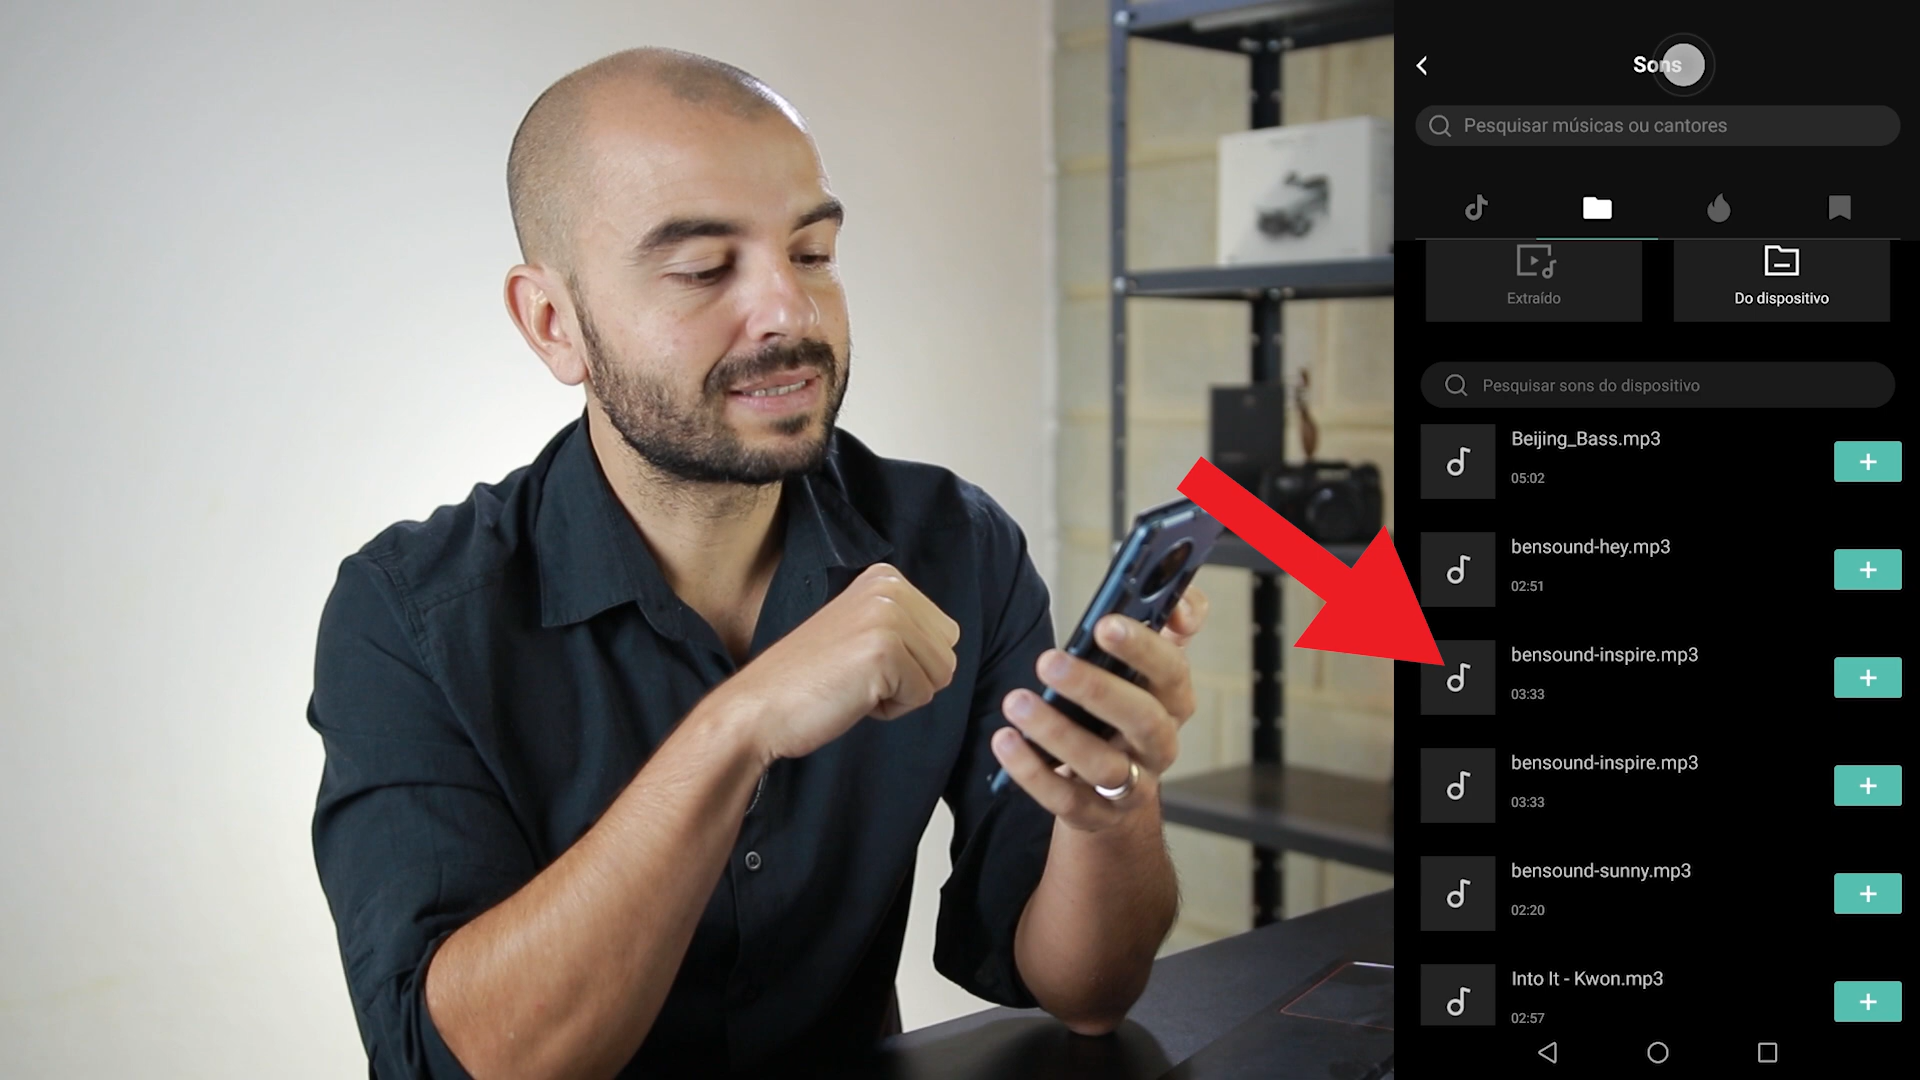 Sons
Pesquisar músicas ou cantores
Extraído
Do dispositivo
Pesquisar sons do dispositivo
Beijing_Bass.mp3
05:02
bensound-hey.mp3
02:51
bensound-inspire.mp3
03:33
bensound-inspire.mp3
03:33
bensound-sunny.mp3
02:20
Into It - Kwon.mp3
02:57